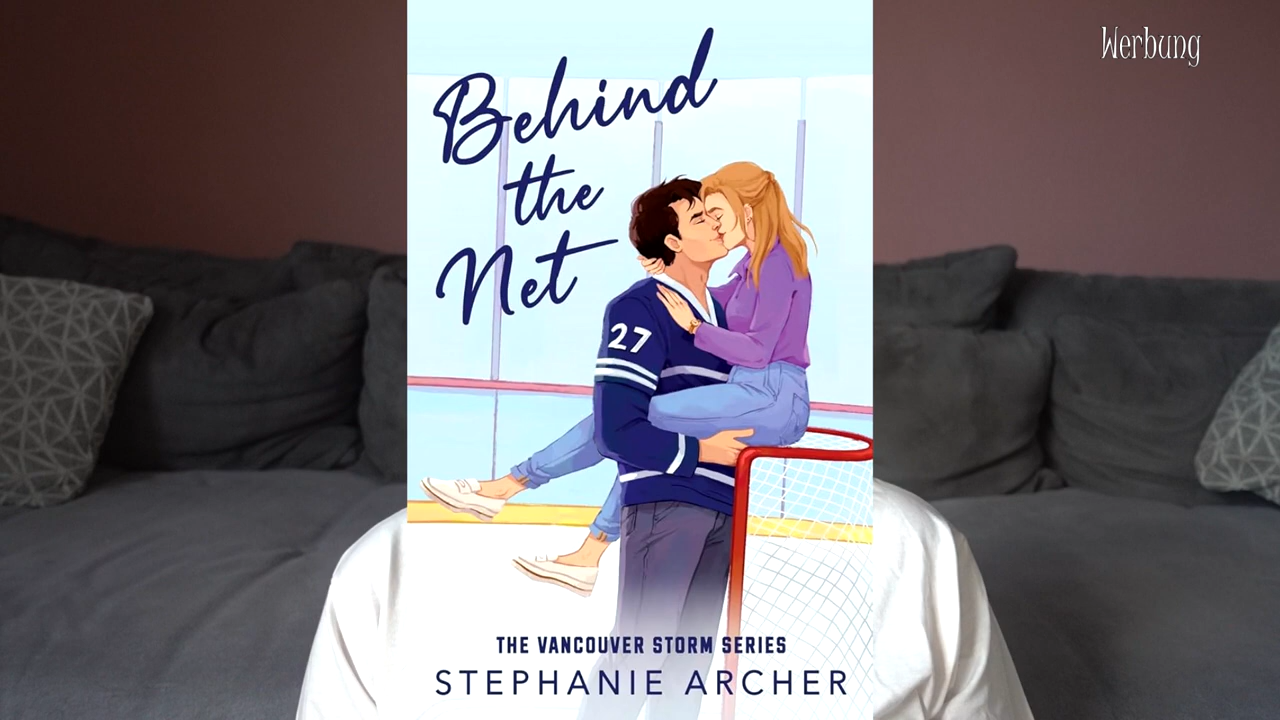 Werbung
Behind
the
Net
27
THE VANCOUVER STORM SERIES
STEPHANIE ARCHER